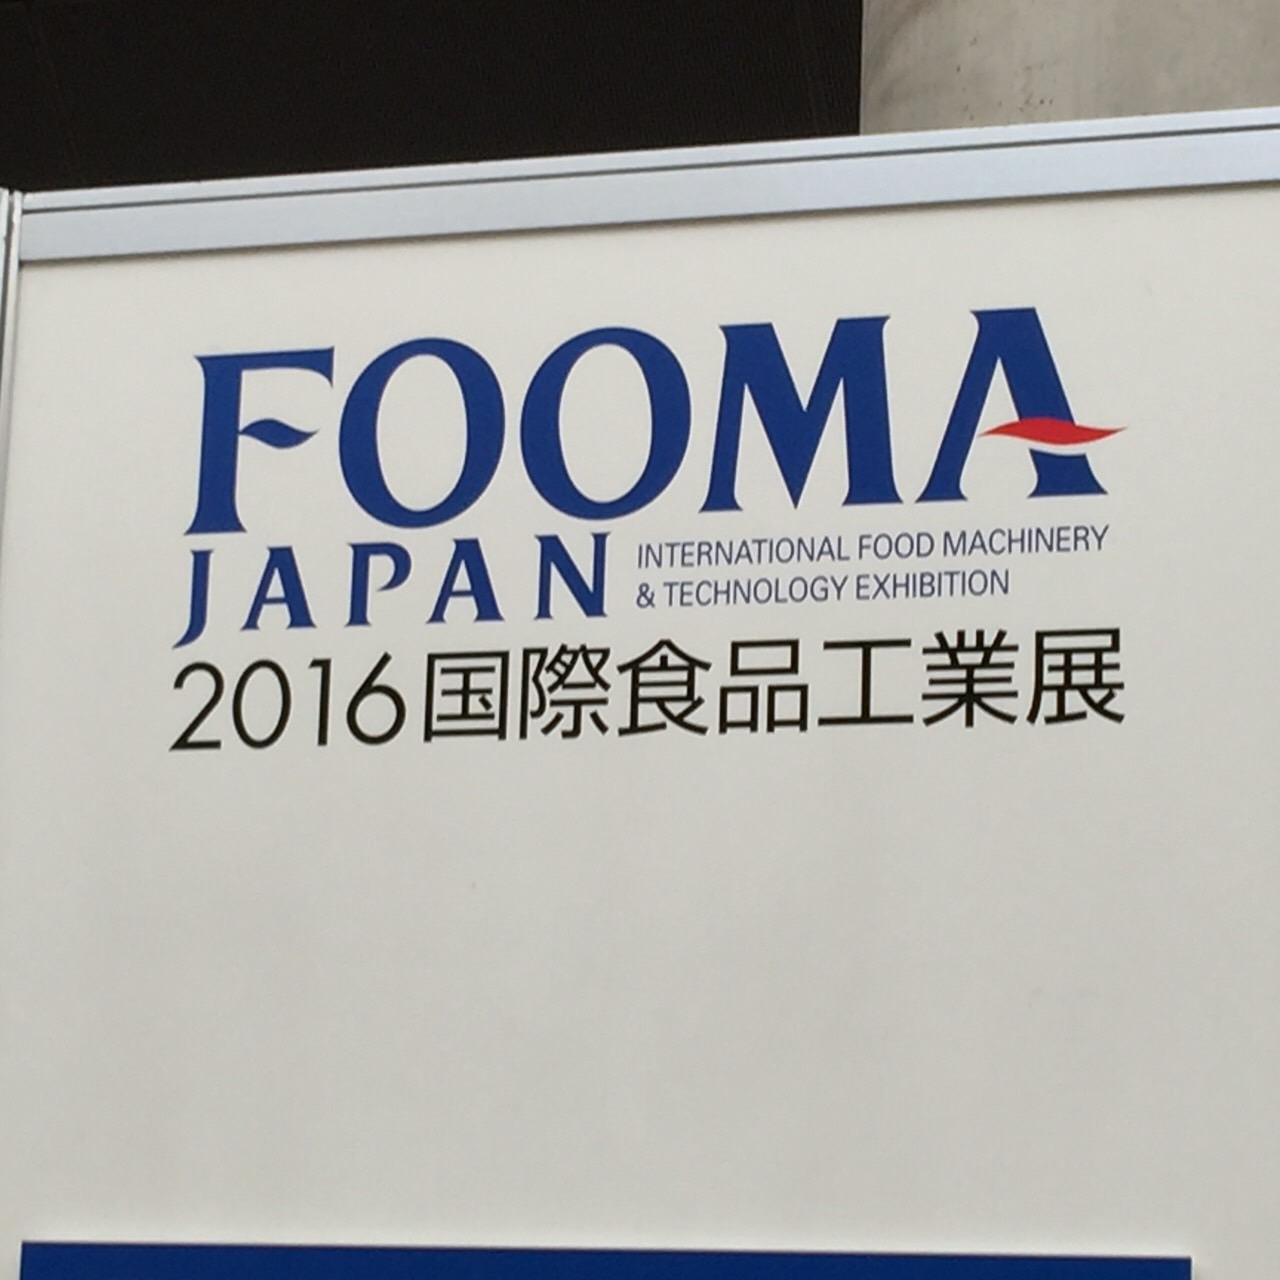 FOOMA
JAPAN
INTERNATIONAL FOOD MACHINERY
& TECHNOLOGY EXHIBITION
2016国際食品工業展